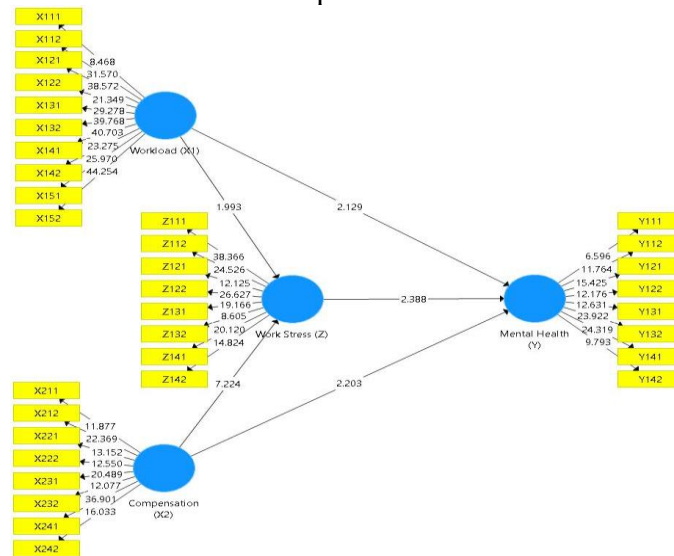 X111
X112
X121
X122
X131
X132
X141
X142
X151
X152
8.468
31.570
38.572
21.349
29.278
39.768
40.703
23.275
25.970
44.254
Workload (X1)
1.993
2.129
Z111
Z112
Z121
Z122
Z131
Z132
Z141
Z142
38.366
24.526
12.125
26.627
19.166
8.605
20.120
14.824
Work Stress (Z)
2.388
Y111
Y112
Y121
Y122
Y131
Y132
Y141
Y142
6.596
11.764
15.425
12.176
12.631
23.922
24.319
9.793
Mental Health
(Y)
7.224
2.203
X211
X212
X221
X222
X231
X232
X241
X242
11.877
22.369
13.152
12.550
20.489
12.077
36.901
16.033
Compensation
(X2)